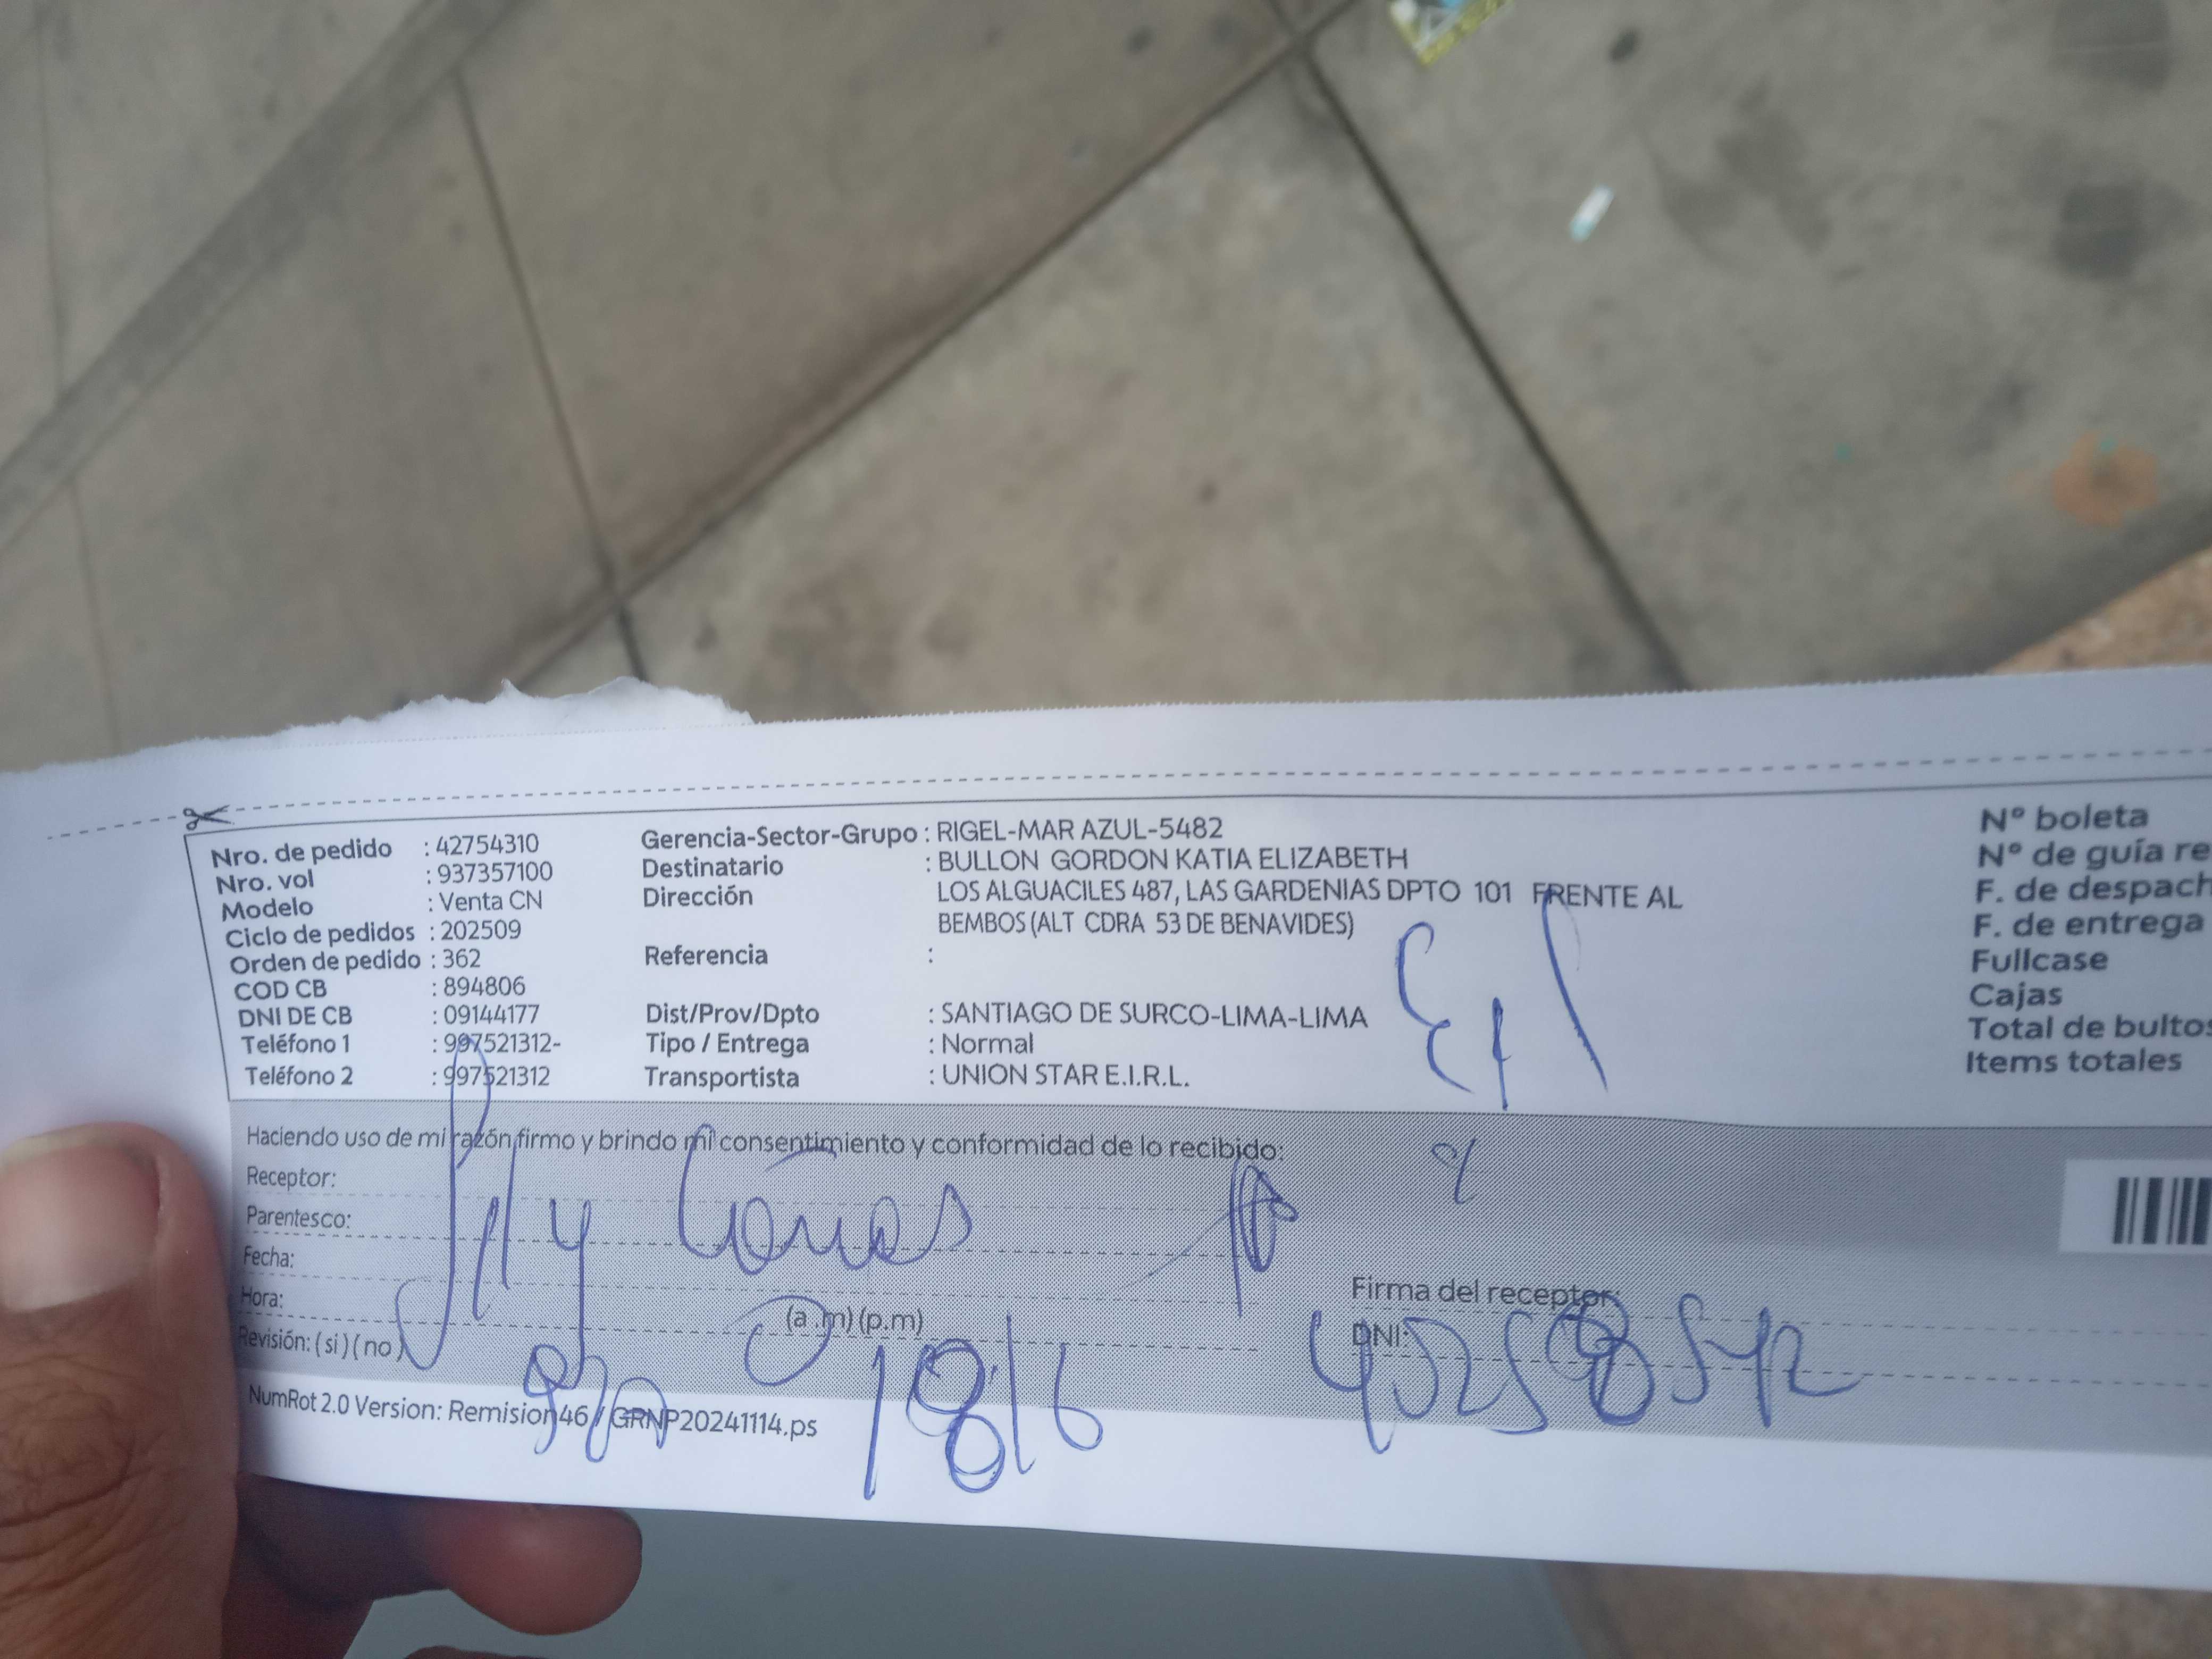 Nro. de pedido : 42754310
Nro. vol : 937357100
Modelo : Venta CN
Ciclo de pedidos : 202509
Orden de pedido : 362
COD CB : 894806
DNI DE CB : 09144177
Teléfono 1 : 997521312-
Teléfono 2 : 997521312
Gerencia-Sector-Grupo : RIGEL-MAR AZUL-5482
Destinatario : BULLON GORDON KATIA ELIZABETH
Dirección LOS ALGUACILES 487, LAS GARDENIAS DPTO 101 FRENTE AL
BEMBOS (ALT CDRA 53 DE BENAVIDES)
Referencia :
Dist/Prov/Dpto : SANTIAGO DE SURCO-LIMA-LIMA
Tipo / Entrega : Normal
Transportista : UNION STAR E.I.R.L.
N° boleta
N° de guía re
F. de despach
F. de entrega
Fullcase
Cajas
Total de bultos
Items totales
Haciendo uso de mi razón firmo y brindo mi consentimiento y conformidad de lo recibido:
Receptor:
Parentesco:
Fecha:
Hora: (a .m) (p.m)
Revisión: ( si ) ( no )
Firma del receptor:
DNI:
NumRot 2.0 Version: Remision46 / GRNP20241114.ps